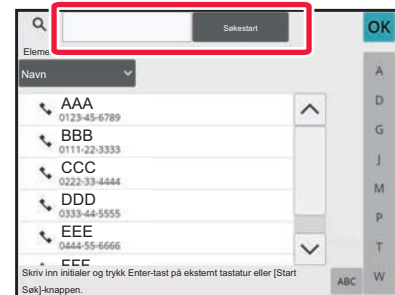 Søkestart
OK
Eleme
Navn
AAA
0123-45-6789
BBB
0111-22-3333
CCC
0222-33-4444
DDD
0333-44-5555
EEE
0444-55-6666
FFF
Skriv inn initialer og trykk Enter-tast på eksternt tastatur eller [Start
Søk]-knappen.
ABC
A
D
G
J
M
P
T
W